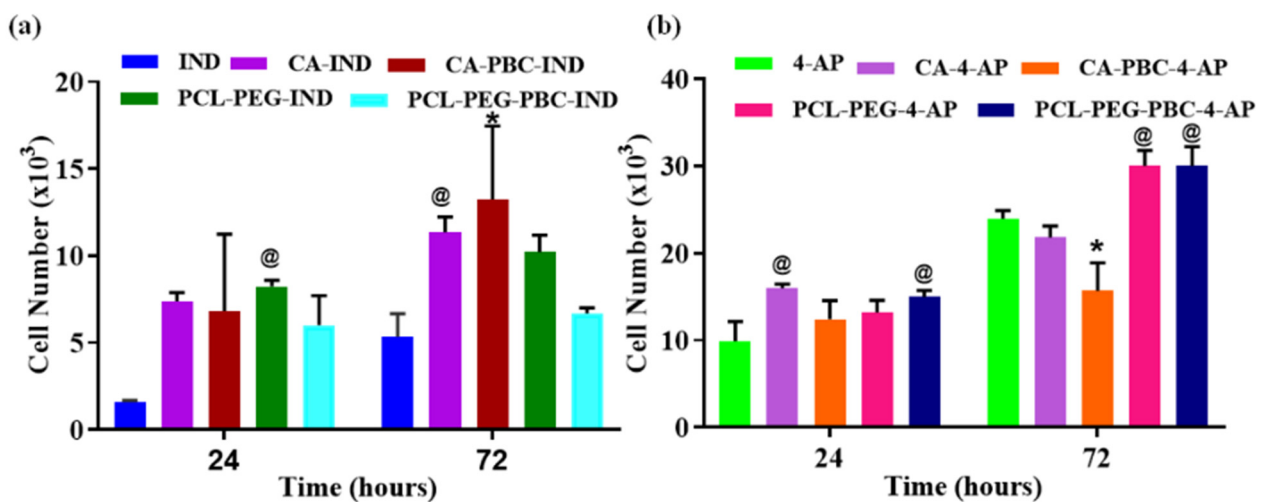 (a)
IND CA-IND CA-PBC-IND
PCL-PEG-IND PCL-PEG-PBC-IND
20
15
10
5
0
Cell Number (x10³)
@
@
*
24 72
Time (hours)
(b)
4-AP CA-4-AP CA-PBC-4-AP
PCL-PEG-4-AP PCL-PEG-PBC-4-AP
40
30
20
10
0
Cell Number (x10³)
@
@
*
@
@
24 72
Time (hours)